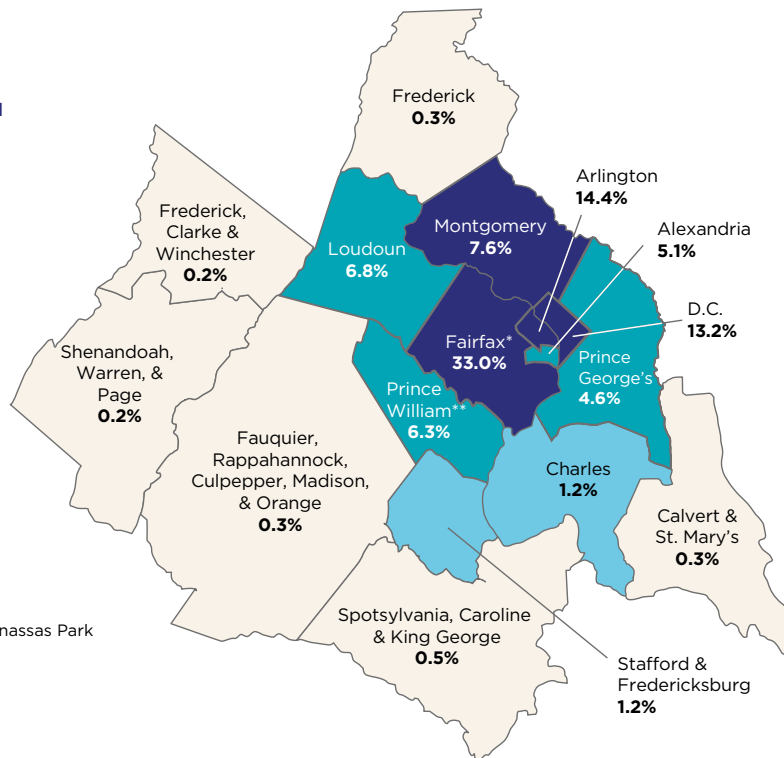 Frederick
0.3%
Arlington
14.4%
Alexandria
5.1%
Montgomery
7.6%
Frederick,
Clarke &
Winchester
0.2%
Loudoun
6.8%
D.C.
13.2%
Fairfax*
33.0%
Prince
George's
4.6%
Shenandoah,
Warren, &
Page
0.2%
Prince
William**
6.3%
Fauquier,
Rappahannock,
Culpepper, Madison,
& Orange
0.3%
Charles
1.2%
Calvert &
St. Mary's
0.3%
Spotsylvania, Caroline
& King George
0.5%
nassas Park
Stafford &
Fredericksburg
1.2%